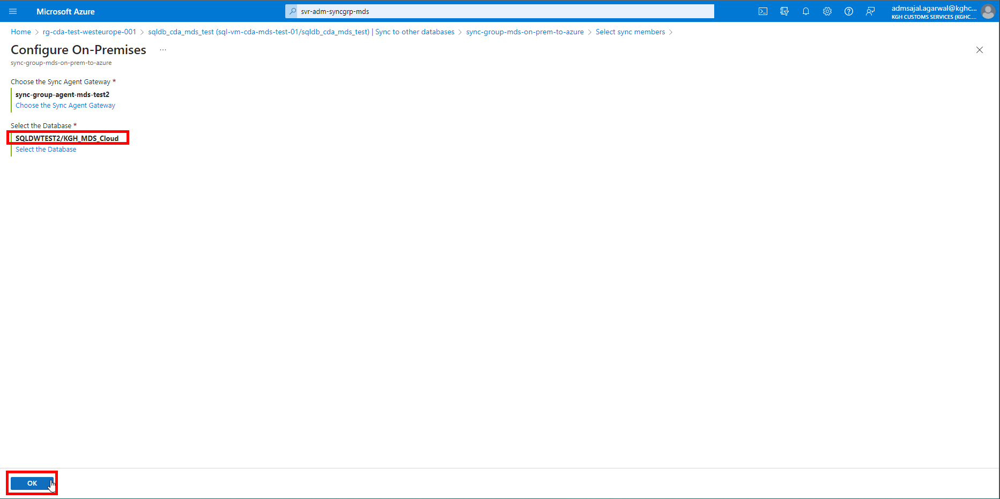 Microsoft Azure
svr-adm-syncgrp-mds
admsajal.agarwal@kghc...
KGH CUSTOMS SERVICES (KGHC....
Home > rg-cda-test-westeurope-001 > sqldb_cda_mds_test (sql-vm-cda-mds-test-01/sqldb_cda_mds_test) | Sync to other databases > sync-group-mds-on-prem-to-azure > Select sync members >
Configure On-Premises ...
sync-group-mds-on-prem-to-azure
Choose the Sync Agent Gateway *
sync-group-agent-mds-test2
Choose the Sync Agent Gateway
Select the Database *
SQLDWTEST2/KGH_MDS_Cloud
Select the Database
OK